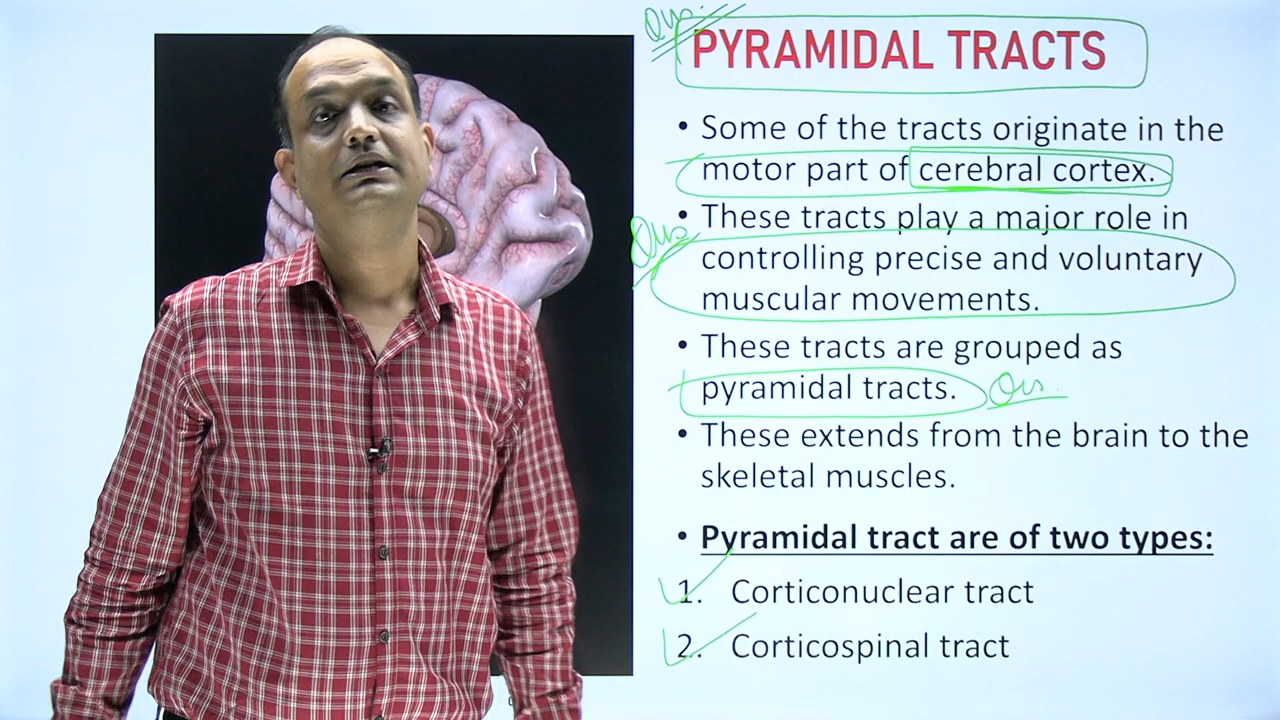 PYRAMIDAL TRACTS
• Some of the tracts originate in the
motor part of cerebral cortex.
• These tracts play a major role in
controlling precise and voluntary
muscular movements.
• These tracts are grouped as
pyramidal tracts.
• These extends from the brain to the
skeletal muscles.
• Pyramidal tract are of two types:
1. Corticonuclear tract
2. Corticospinal tract